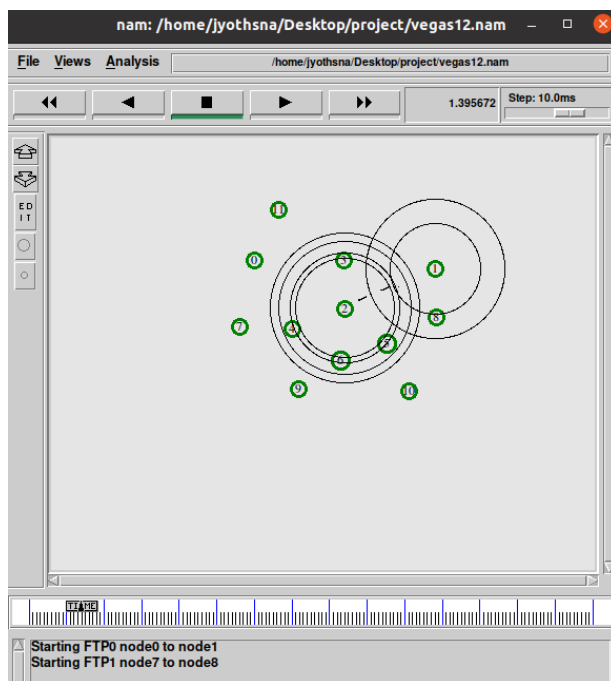 nam: /home/jyothsna/Desktop/project/vegas12.nam
File Views Analysis /home/jyothsna/Desktop/project/vegas12.nam
1.395672 Step: 10.0ms
E D
I T
11
0 3 1
2
7 4 8
5
6
9 10
TIME
Starting FTP0 node0 to node1
Starting FTP1 node7 to node8